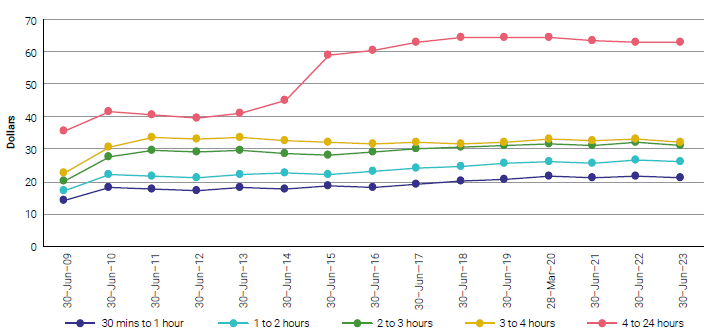 70
60
50
40
30
20
10
0
Dollars
30–Jun–09
30–Jun–10
30–Jun–11
30–Jun–12
30–Jun–13
30–Jun–14
30–Jun–15
30–Jun–16
30–Jun–17
30–Jun–18
30–Jun–19
28–Mar–20
30–Jun–21
30–Jun–22
30–Jun–23
30 mins to 1 hour 1 to 2 hours 2 to 3 hours 3 to 4 hours 4 to 24 hours